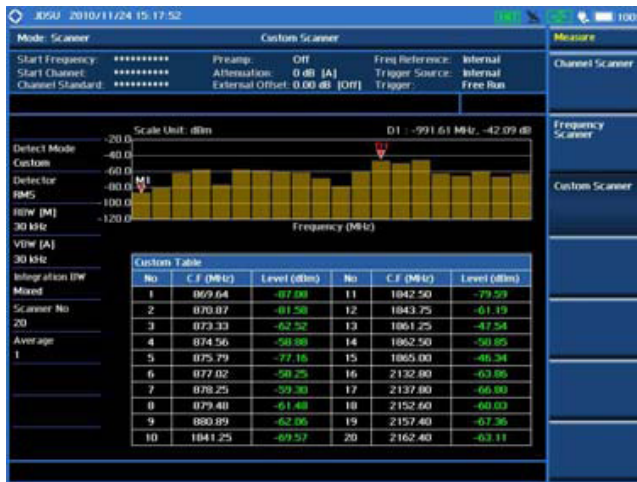 JDSU 2010/11/24 15:17:52
100
Mode: Scanner
Custom Scanner
Measure
Start Frequency: **********
Preamp: Off
Freq Reference: Internal
Start Channel: **********
Attenuation: 0 dB [A]
Trigger Source: Internal
Channel Standard: **********
External Offset: 0.00 dB [Off]
Trigger: Free Run
Channel Scanner
Frequency Scanner
Custom Scanner
Scale Unit: dBm
D1 : -991.61 MHz, -42.09 dB
Detect Mode
Custom
Detector
RMS
RBW [M]
30 kHz
VBW [A]
30 kHz
Integration BW
Mixed
Scanner No
20
Average
1
-20.0
-40.0
-60.0
-80.0
-100.0
-120.0
M1
D1
Frequency (MHz)
Custom Table
No C.F (MHz) Level (dBm) No C.F (MHz) Level (dBm)
1 869.64 -87.08 11 1842.50 -79.59
2 870.87 -81.58 12 1843.75 -61.19
3 873.33 -62.52 13 1861.25 -47.54
4 874.56 -58.88 14 1862.50 -50.85
5 875.79 -77.16 15 1865.00 -46.34
6 877.02 -58.25 16 2132.80 -63.86
7 878.25 -59.30 17 2137.80 -66.80
8 879.48 -61.48 18 2152.60 -60.03
9 880.89 -62.06 19 2157.40 -67.36
10 1841.25 -69.57 20 2162.40 -63.11